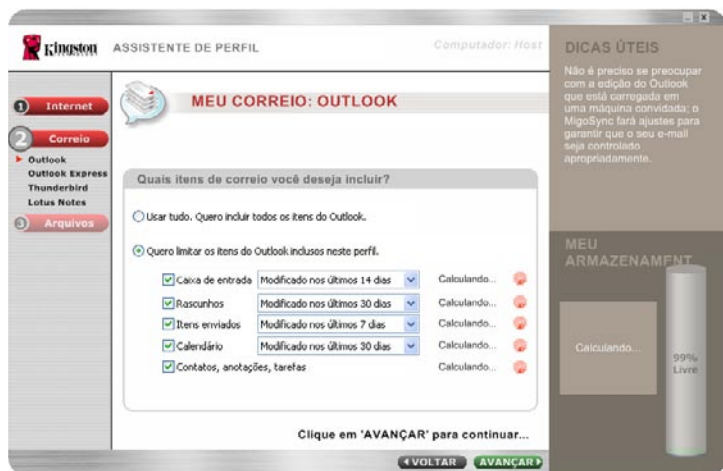 Kingston
TECHNOLOGY
ASSISTENTE DE PERFIL
Computador: Host
1 Internet
2 Correio
Outlook
Outlook Express
Thunderbird
Lotus Notes
3 Arquivos
MEU CORREIO: OUTLOOK
Quais itens de correio você deseja incluir?
Usar tudo. Quero incluir todos os itens do Outlook.
Quero limitar os itens do Outlook inclusos neste perfil.
Caixa de entrada Modificado nos últimos 14 dias Calculando...
Rascunhos Modificado nos últimos 30 dias Calculando...
Itens enviados Modificado nos últimos 7 dias Calculando...
Calendário Modificado nos últimos 30 dias Calculando...
Contatos, anotações, tarefas Calculando...
Clique em 'AVANÇAR' para continuar...
VOLTAR AVANÇAR
DICAS ÚTEIS
Não é preciso se preocupar
com a edição do Outlook
que está carregada em
uma máquina convidada; o
MigoSync fará ajustes para
garantir que o seu e-mail
seja controlado
apropriadamente.
MEU
ARMAZENAMENT
Calculando...
99%
Livre